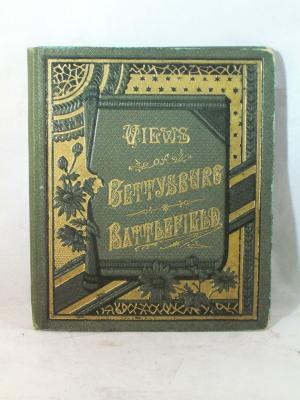 VIEWS
OF
GETTYSBURG
BATTLEFIELD.